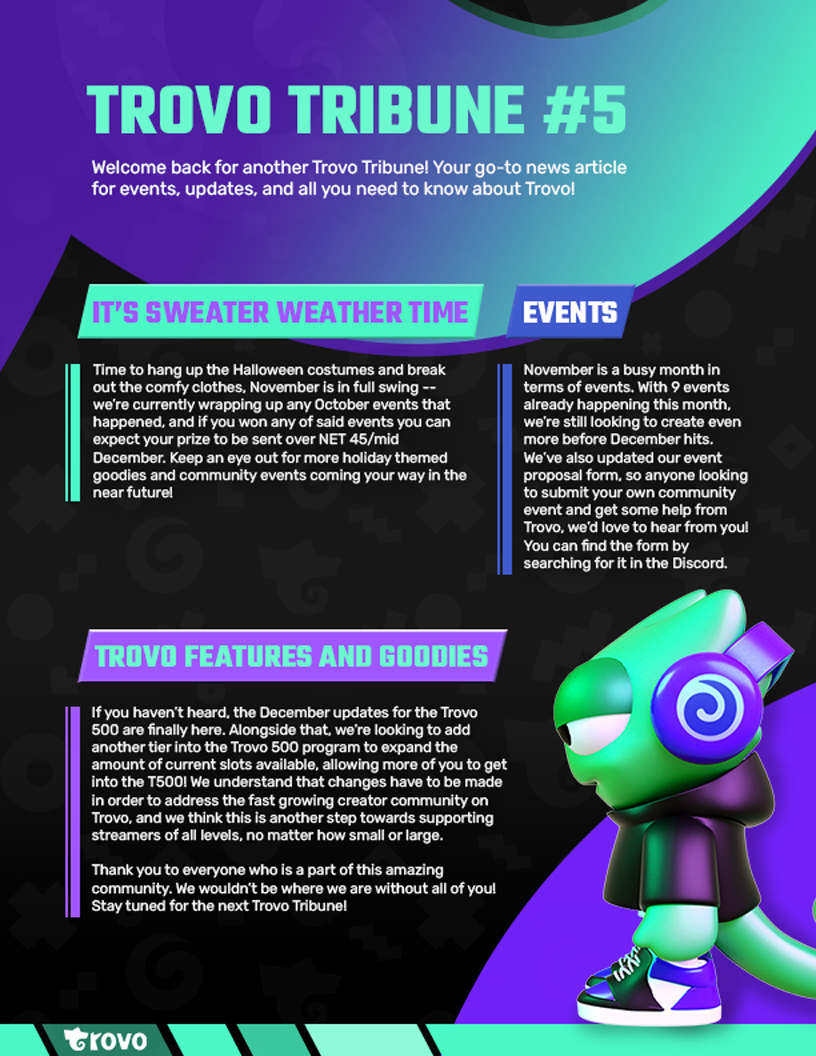 TROVO TRIBUNE #5
Welcome back for another Trovo Tribune! Your go-to news article
for events, updates, and all you need to know about Trovo!
IT'S SWEATER WEATHER TIME
Time to hang up the Halloween costumes and break
out the comfy clothes, November is in full swing --
we're currently wrapping up any October events that
happened, and if you won any of said events you can
expect your prize to be sent over NET 45/mid
December. Keep an eye out for more holiday themed
goodies and community events coming your way in the
near future!
EVENTS
November is a busy month in
terms of events. With 9 events
already happening this month,
we're still looking to create even
more before December hits.
We've also updated our event
proposal form, so anyone looking
to submit your own community
event and get some help from
Trovo, we'd love to hear from you!
You can find the form by
searching for it in the Discord.
TROVO FEATURES AND GOODIES
If you haven't heard, the December updates for the Trovo
500 are finally here. Alongside that, we're looking to add
another tier into the Trovo 500 program to expand the
amount of current slots available, allowing more of you to get
into the T500! We understand that changes have to be made
in order to address the fast growing creator community on
Trovo, and we think this is another step towards supporting
streamers of all levels, no matter how small or large.
Thank you to everyone who is a part of this amazing
community. We wouldn't be where we are without all of you!
Stay tuned for the next Trovo Tribune!
Trovo